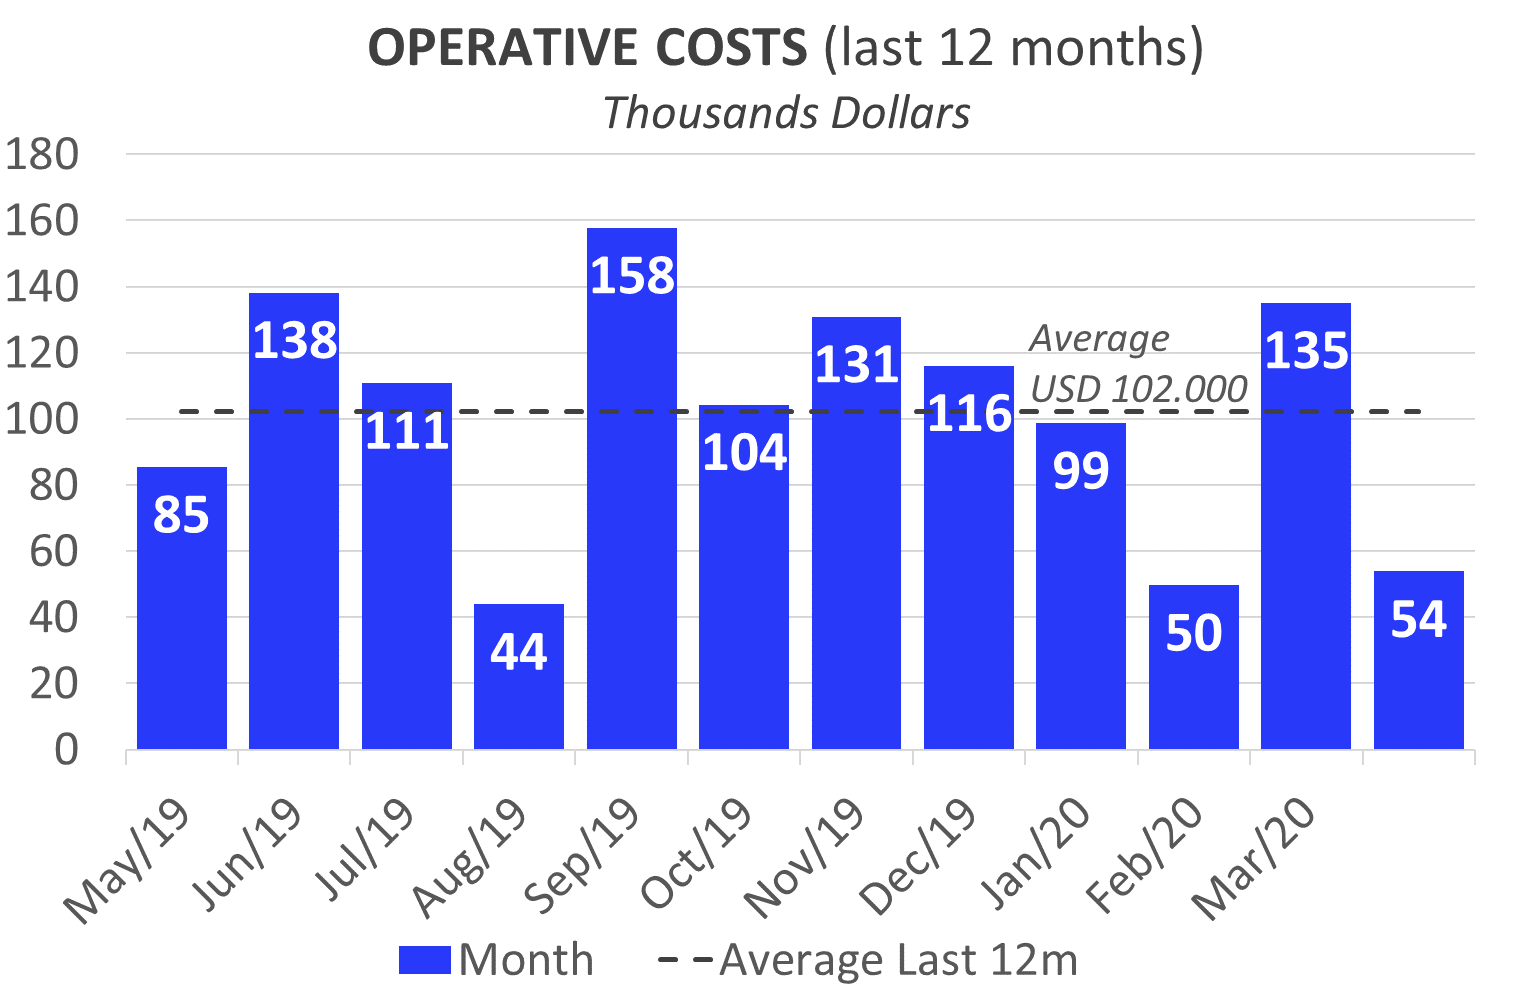 OPERATIVE COSTS (last 12 months)
Thousands Dollars
180
160
140
120
100
80
60
40
20
0
85
138
111
44
158
104
131
116
99
50
135
54
Average
USD 102.000
May/19
Jun/19
Jul/19
Aug/19
Sep/19
Oct/19
Nov/19
Dec/19
Jan/20
Feb/20
Mar/20
Month
Average Last 12m